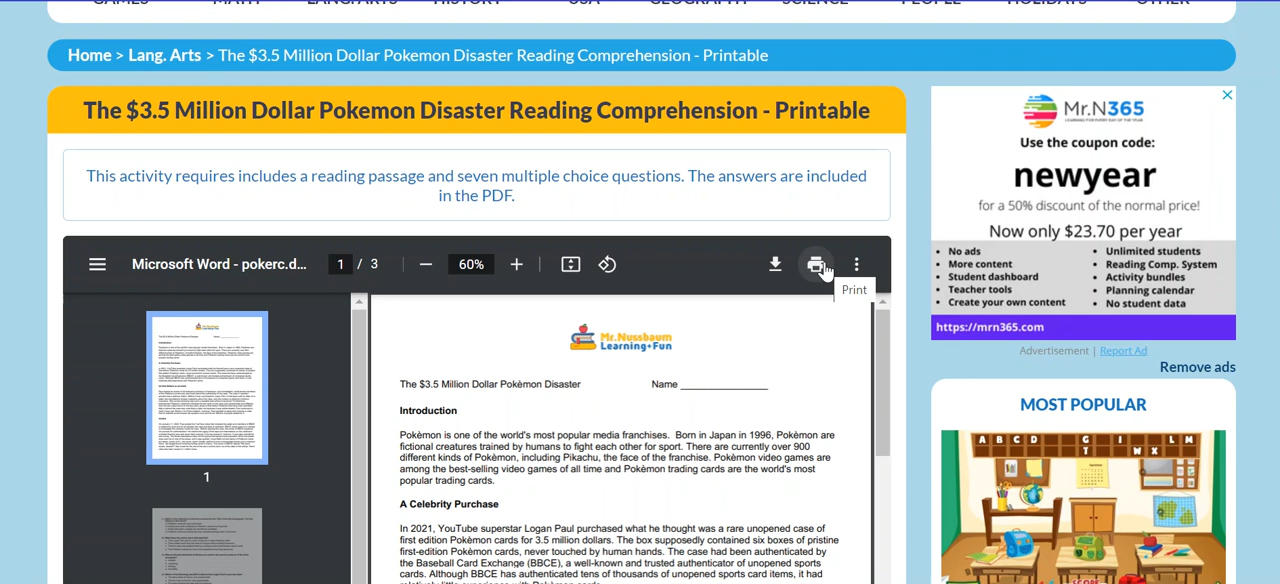 GAMES MATH LANG.ARTS HISTORY USA GEOGRAPHY SCIENCE PEOPLE HOLIDAYS OTHER
Home > Lang. Arts > The $3.5 Million Dollar Pokemon Disaster Reading Comprehension - Printable
The $3.5 Million Dollar Pokemon Disaster Reading Comprehension - Printable
This activity requires includes a reading passage and seven multiple choice questions. The answers are included
in the PDF.
Microsoft Word - pokerc.d... 1 / 3 60%
Print
1
Mr.Nussbaum
Learning+Fun
The $3.5 Million Dollar Pokèmon Disaster Name _______________
Introduction
Pokèmon is one of the world's most popular media franchises. Born in Japan in 1996, Pokèmon are
fictional creatures trained by humans to fight each other for sport. There are currently over 900
different kinds of Pokèmon, including Pikachu, the face of the franchise. Pokèmon video games are
among the best-selling video games of all time and Pokèmon trading cards are the world's most
popular trading cards.
A Celebrity Purchase
In 2021, YouTube superstar Logan Paul purchased what he thought was a rare unopened case of
first edition Pokèmon cards for 3.5 million dollars. The box supposedly contained six boxes of pristine
first-edition Pokèmon cards, never touched by human hands. The case had been authenticated by
the Baseball Card Exchange (BBCE), a well-known and trusted authenticator of unopened sports
cards. Although BBCE has authenticated tens of thousands of unopened sports card items, it had
Mr.N365
Use the coupon code:
newyear
for a 50% discount of the normal price!
Now only $23.70 per year
• No ads
• More content
• Student dashboard
• Teacher tools
• Create your own content
• Unlimited students
• Reading Comp. System
• Activity bundles
• Planning calendar
• No student data
https://mrn365.com
Advertisement | Report Ad
Remove ads
MOST POPULAR
A B C D G I L M
T W X
SCORE